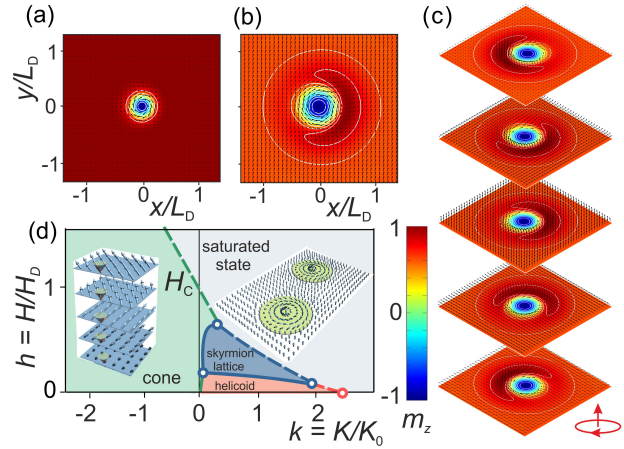 (a)
(b)
(c)
y/L_D
1
0
-1
-1
0
1
x/L_D
-1
0
1
x/L_D
(d)
h = H/H_D
1
0
H_C
saturated
state
skyrmion
lattice
helicoid
cone
-2
-1
0
1
2
3
k = K/K_0
1
0
-1
m_z